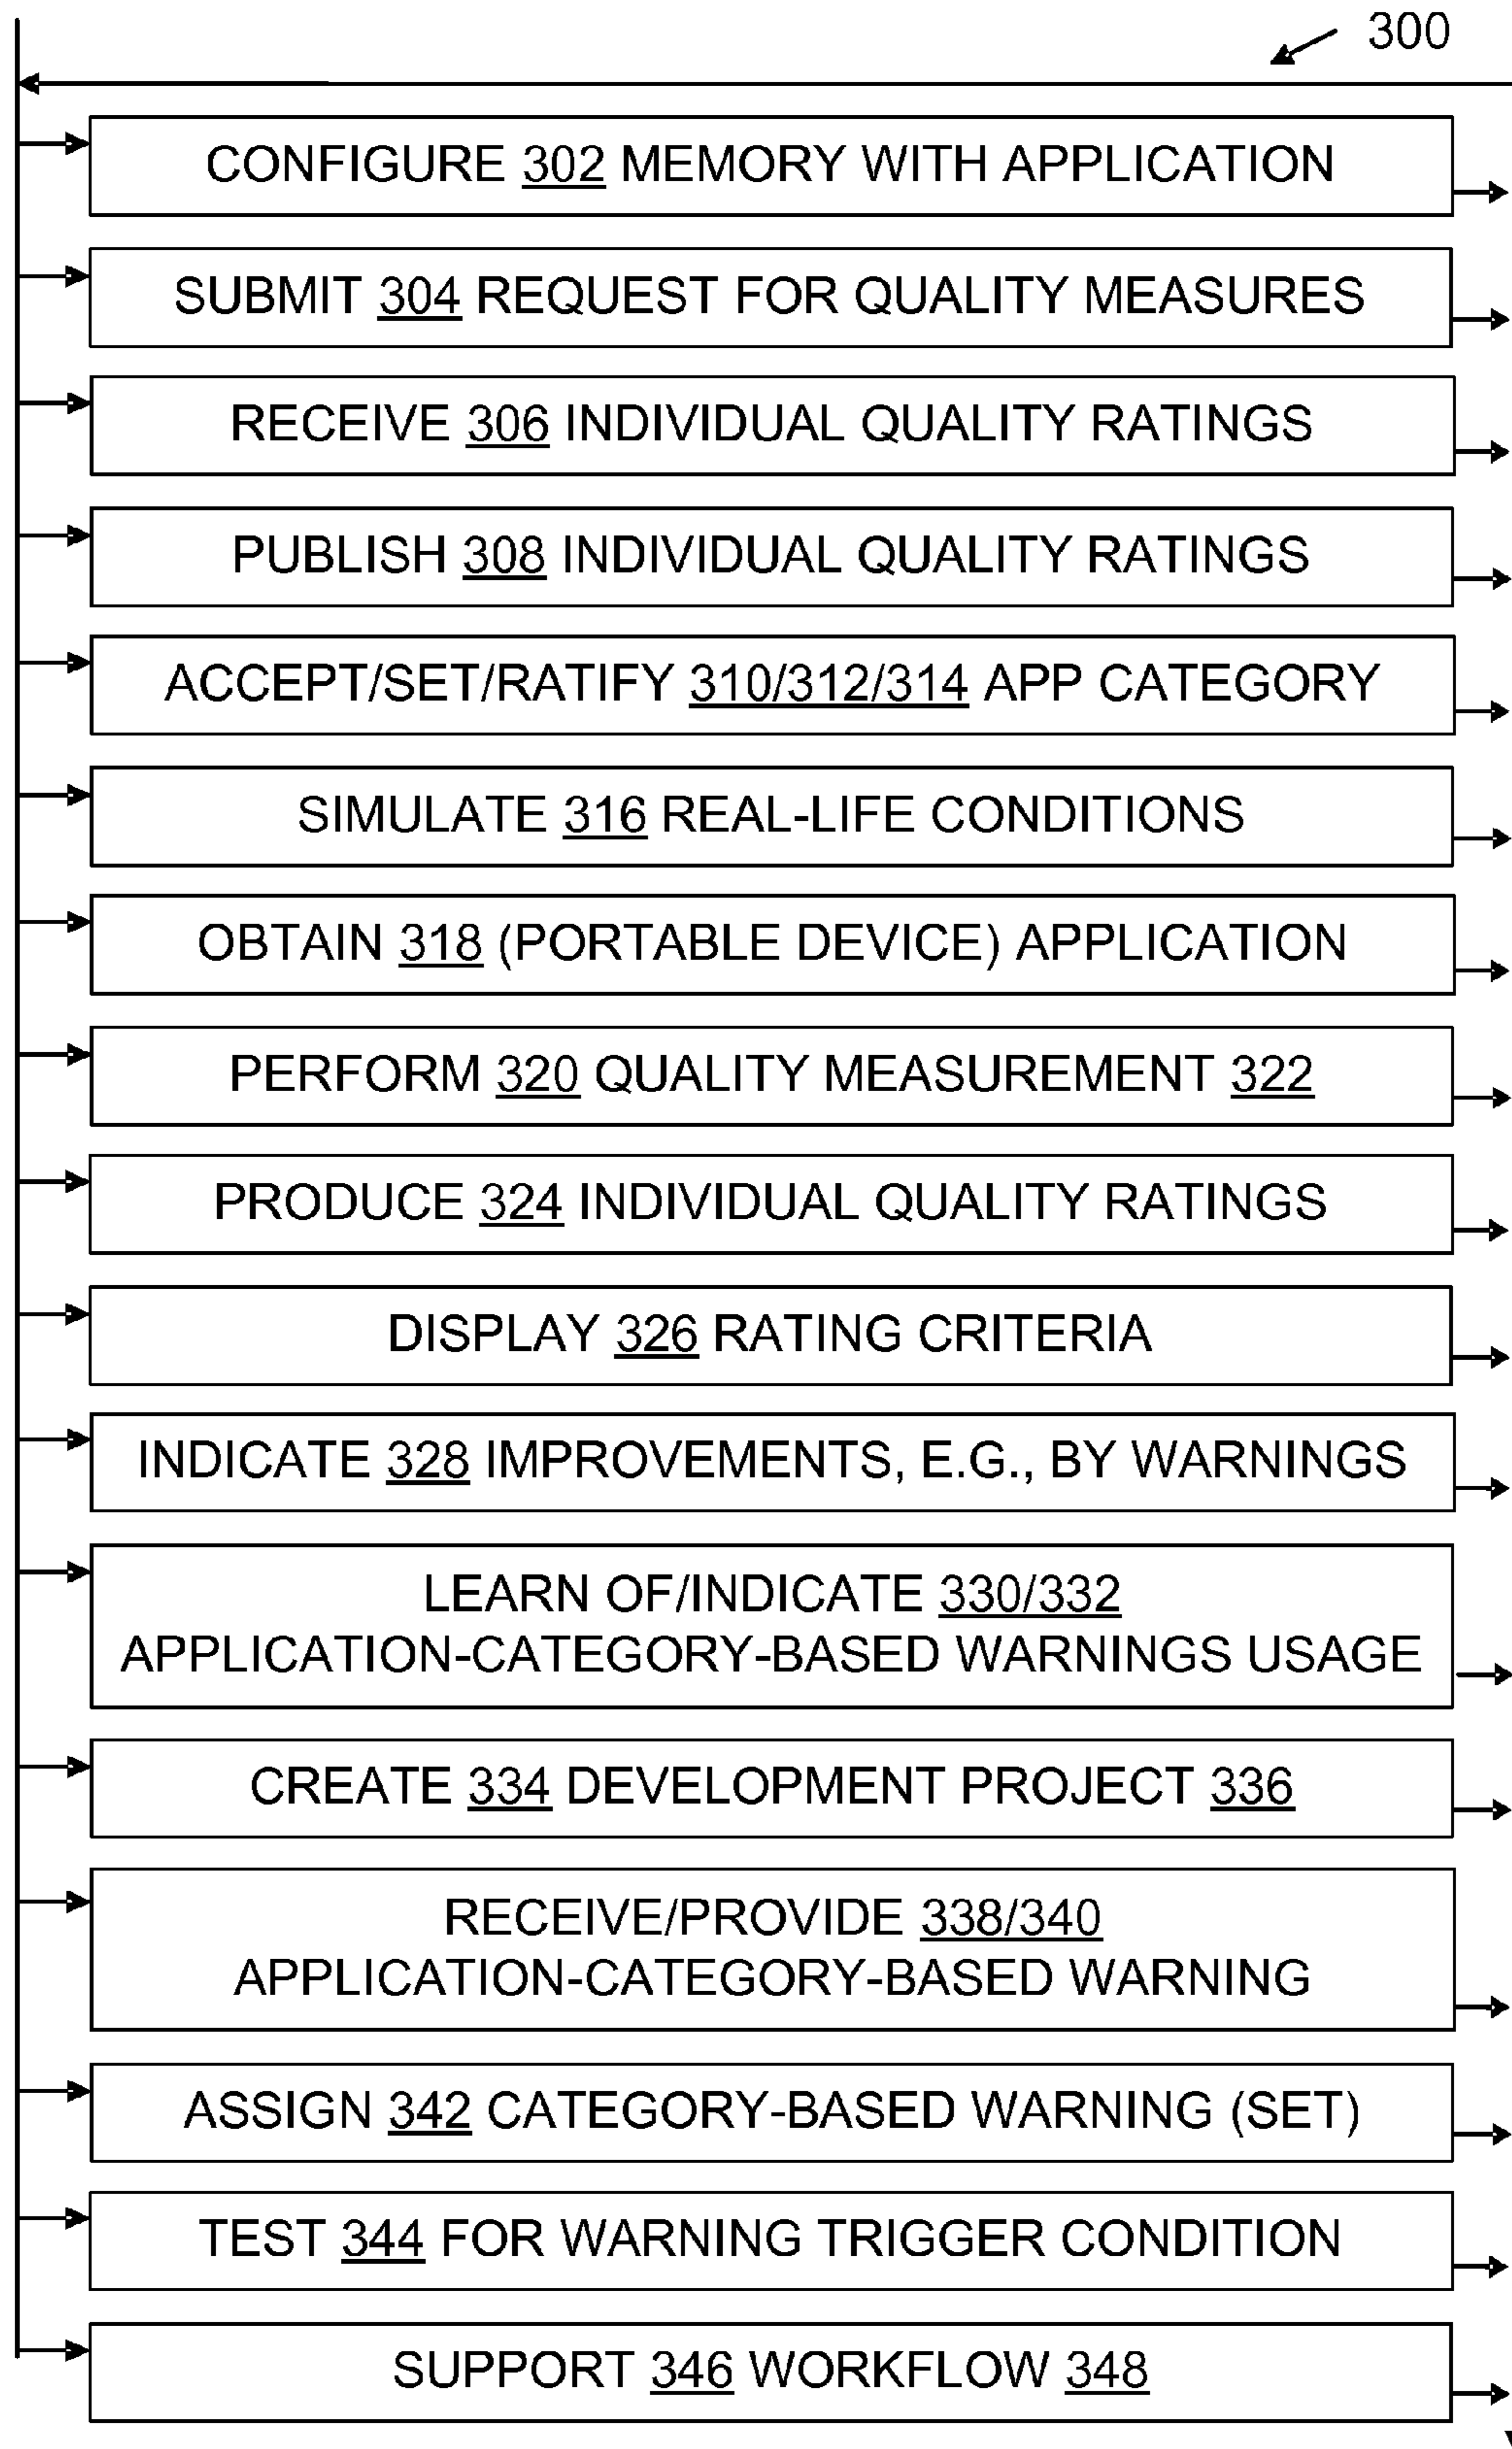 300
CONFIGURE 302 MEMORY WITH APPLICATION
SUBMIT 304 REQUEST FOR QUALITY MEASURES
RECEIVE 306 INDIVIDUAL QUALITY RATINGS
PUBLISH 308 INDIVIDUAL QUALITY RATINGS
ACCEPT/SET/RATIFY 310/312/314 APP CATEGORY
SIMULATE 316 REAL-LIFE CONDITIONS
OBTAIN 318 (PORTABLE DEVICE) APPLICATION
PERFORM 320 QUALITY MEASUREMENT 322
PRODUCE 324 INDIVIDUAL QUALITY RATINGS
DISPLAY 326 RATING CRITERIA
INDICATE 328 IMPROVEMENTS, E.G., BY WARNINGS
LEARN OF/INDICATE 330/332
APPLICATION-CATEGORY-BASED WARNINGS USAGE
CREATE 334 DEVELOPMENT PROJECT 336
RECEIVE/PROVIDE 338/340
APPLICATION-CATEGORY-BASED WARNING
ASSIGN 342 CATEGORY-BASED WARNING (SET)
TEST 344 FOR WARNING TRIGGER CONDITION
SUPPORT 346 WORKFLOW 348